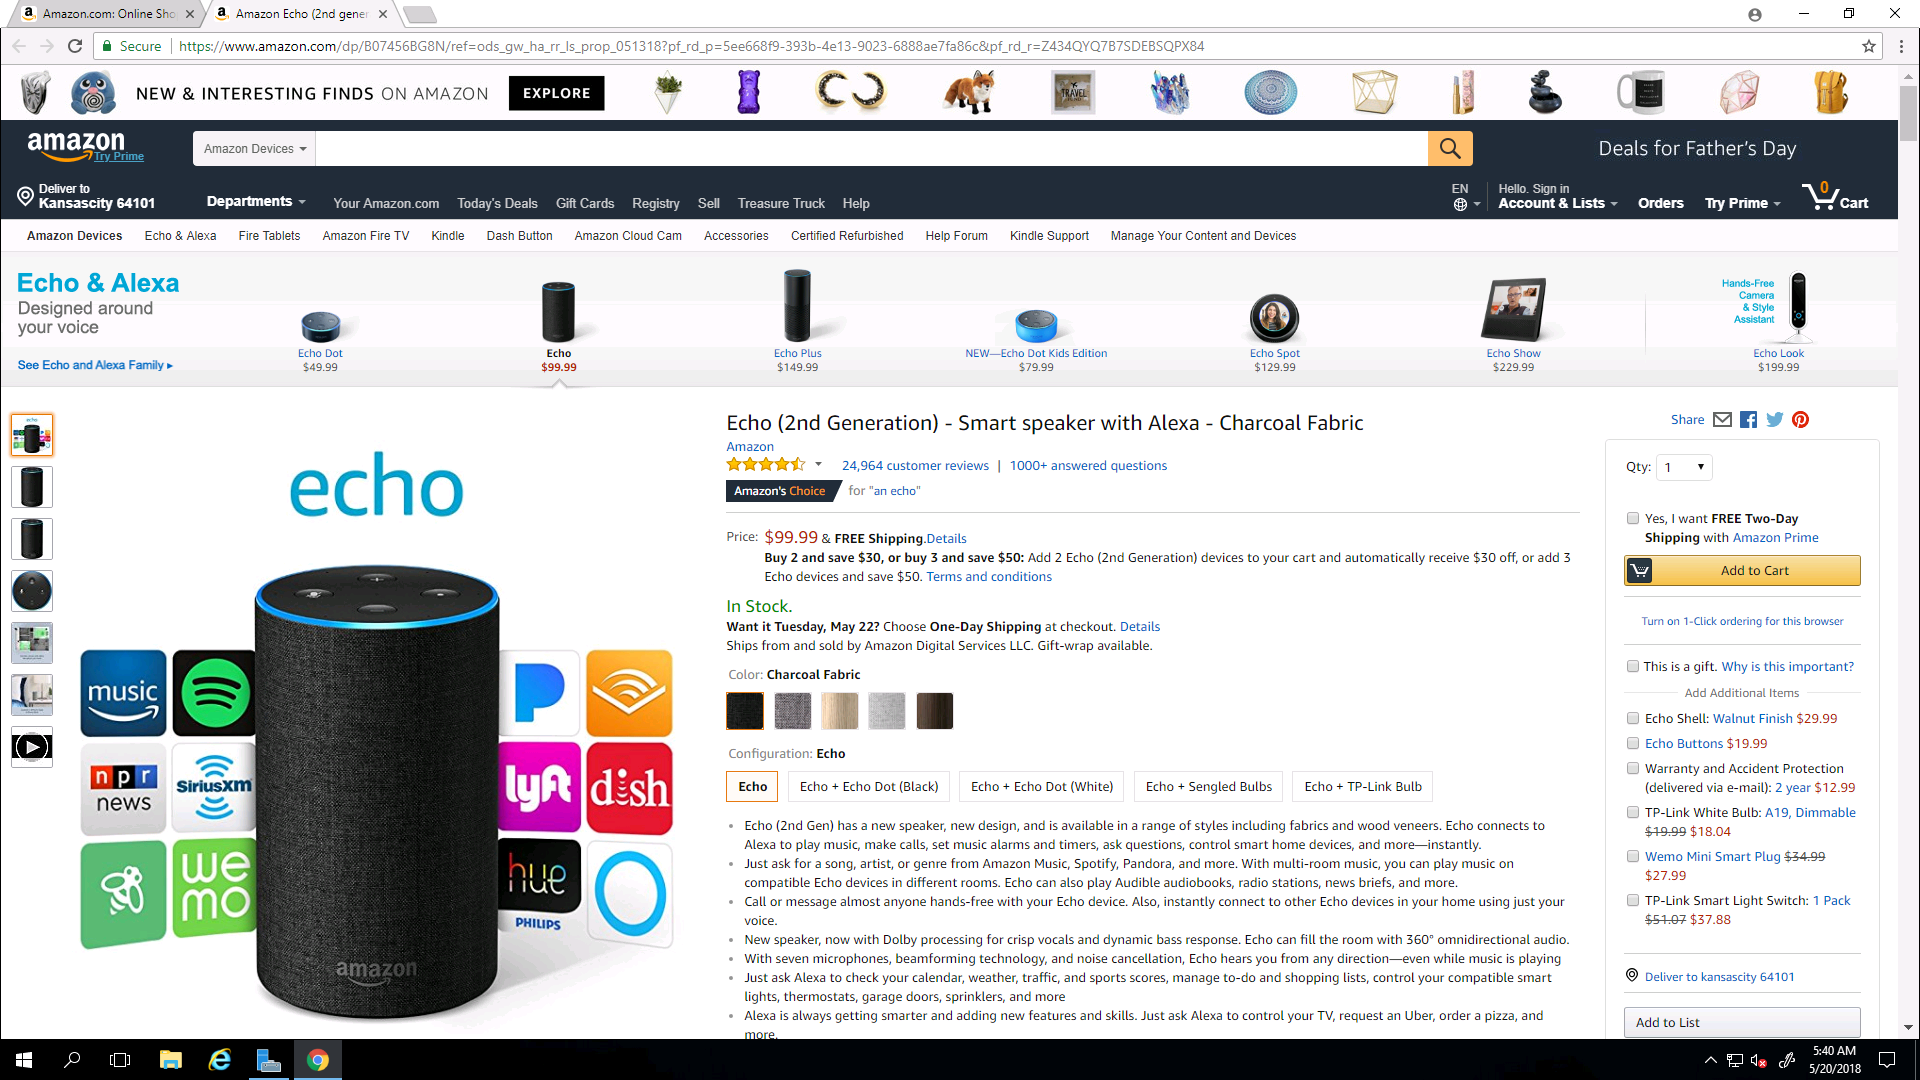 Amazon.com: Online Sho
Amazon Echo (2nd gener
Secure
https://www.amazon.com/dp/B07456BG8N/ref=ods_gw_ha_rr_ls_prop_051318?pf_rd_p=5ee668f9-393b-4e13-9023-6888ae7fa86c&pf_rd_r=Z434QYQ7B7SDEBSQPX84
NEW & INTERESTING FINDS ON AMAZON
EXPLORE
TRAVEL
amazon
Try Prime
Amazon Devices
Deals for Father's Day
Deliver to
Kansascity 64101
Departments
Your Amazon.com
Today's Deals
Gift Cards
Registry
Sell
Treasure Truck
Help
EN
Hello. Sign in
Account & Lists
Orders
Try Prime
0
Cart
Amazon Devices
Echo & Alexa
Fire Tablets
Amazon Fire TV
Kindle
Dash Button
Amazon Cloud Cam
Accessories
Certified Refurbished
Help Forum
Kindle Support
Manage Your Content and Devices
Echo & Alexa
Designed around
your voice
See Echo and Alexa Family ▸
Echo Dot
$49.99
Echo
$99.99
Echo Plus
$149.99
NEW—Echo Dot Kids Edition
$79.99
Echo Spot
$129.99
Echo Show
$229.99
Hands-Free
Camera
& Style
Assistant
Echo Look
$199.99
echo
music
npr
news
SiriusXm
lyft
dish
we
mo
hue
PHILIPS
amazon
Echo (2nd Generation) - Smart speaker with Alexa - Charcoal Fabric
Amazon
24,964 customer reviews | 1000+ answered questions
Amazon's Choice for "an echo"
Price: $99.99 & FREE Shipping.Details
Buy 2 and save $30, or buy 3 and save $50: Add 2 Echo (2nd Generation) devices to your cart and automatically receive $30 off, or add 3
Echo devices and save $50. Terms and conditions
In Stock.
Want it Tuesday, May 22? Choose One-Day Shipping at checkout. Details
Ships from and sold by Amazon Digital Services LLC. Gift-wrap available.
Color: Charcoal Fabric
Configuration: Echo
Echo
Echo + Echo Dot (Black)
Echo + Echo Dot (White)
Echo + Sengled Bulbs
Echo + TP-Link Bulb
• Echo (2nd Gen) has a new speaker, new design, and is available in a range of styles including fabrics and wood veneers. Echo connects to
Alexa to play music, make calls, set music alarms and timers, ask questions, control smart home devices, and more—instantly.
• Just ask for a song, artist, or genre from Amazon Music, Spotify, Pandora, and more. With multi-room music, you can play music on
compatible Echo devices in different rooms. Echo can also play Audible audiobooks, radio stations, news briefs, and more.
• Call or message almost anyone hands-free with your Echo device. Also, instantly connect to other Echo devices in your home using just your
voice.
• New speaker, now with Dolby processing for crisp vocals and dynamic bass response. Echo can fill the room with 360° omnidirectional audio.
• With seven microphones, beamforming technology, and noise cancellation, Echo hears you from any direction—even while music is playing
• Just ask Alexa to check your calendar, weather, traffic, and sports scores, manage to-do and shopping lists, control your compatible smart
lights, thermostats, garage doors, sprinklers, and more
• Alexa is always getting smarter and adding new features and skills. Just ask Alexa to control your TV, request an Uber, order a pizza, and
more.
Share
Qty: 1
Yes, I want FREE Two-Day
Shipping with Amazon Prime
Add to Cart
Turn on 1-Click ordering for this browser
This is a gift. Why is this important?
Add Additional Items
Echo Shell: Walnut Finish $29.99
Echo Buttons $19.99
Warranty and Accident Protection
(delivered via e-mail): 2 year $12.99
TP-Link White Bulb: A19, Dimmable
$19.99 $18.04
Wemo Mini Smart Plug $34.99
$27.99
TP-Link Smart Light Switch: 1 Pack
$51.07 $37.88
Deliver to kansascity 64101
Add to List
5:40 AM
5/20/2018